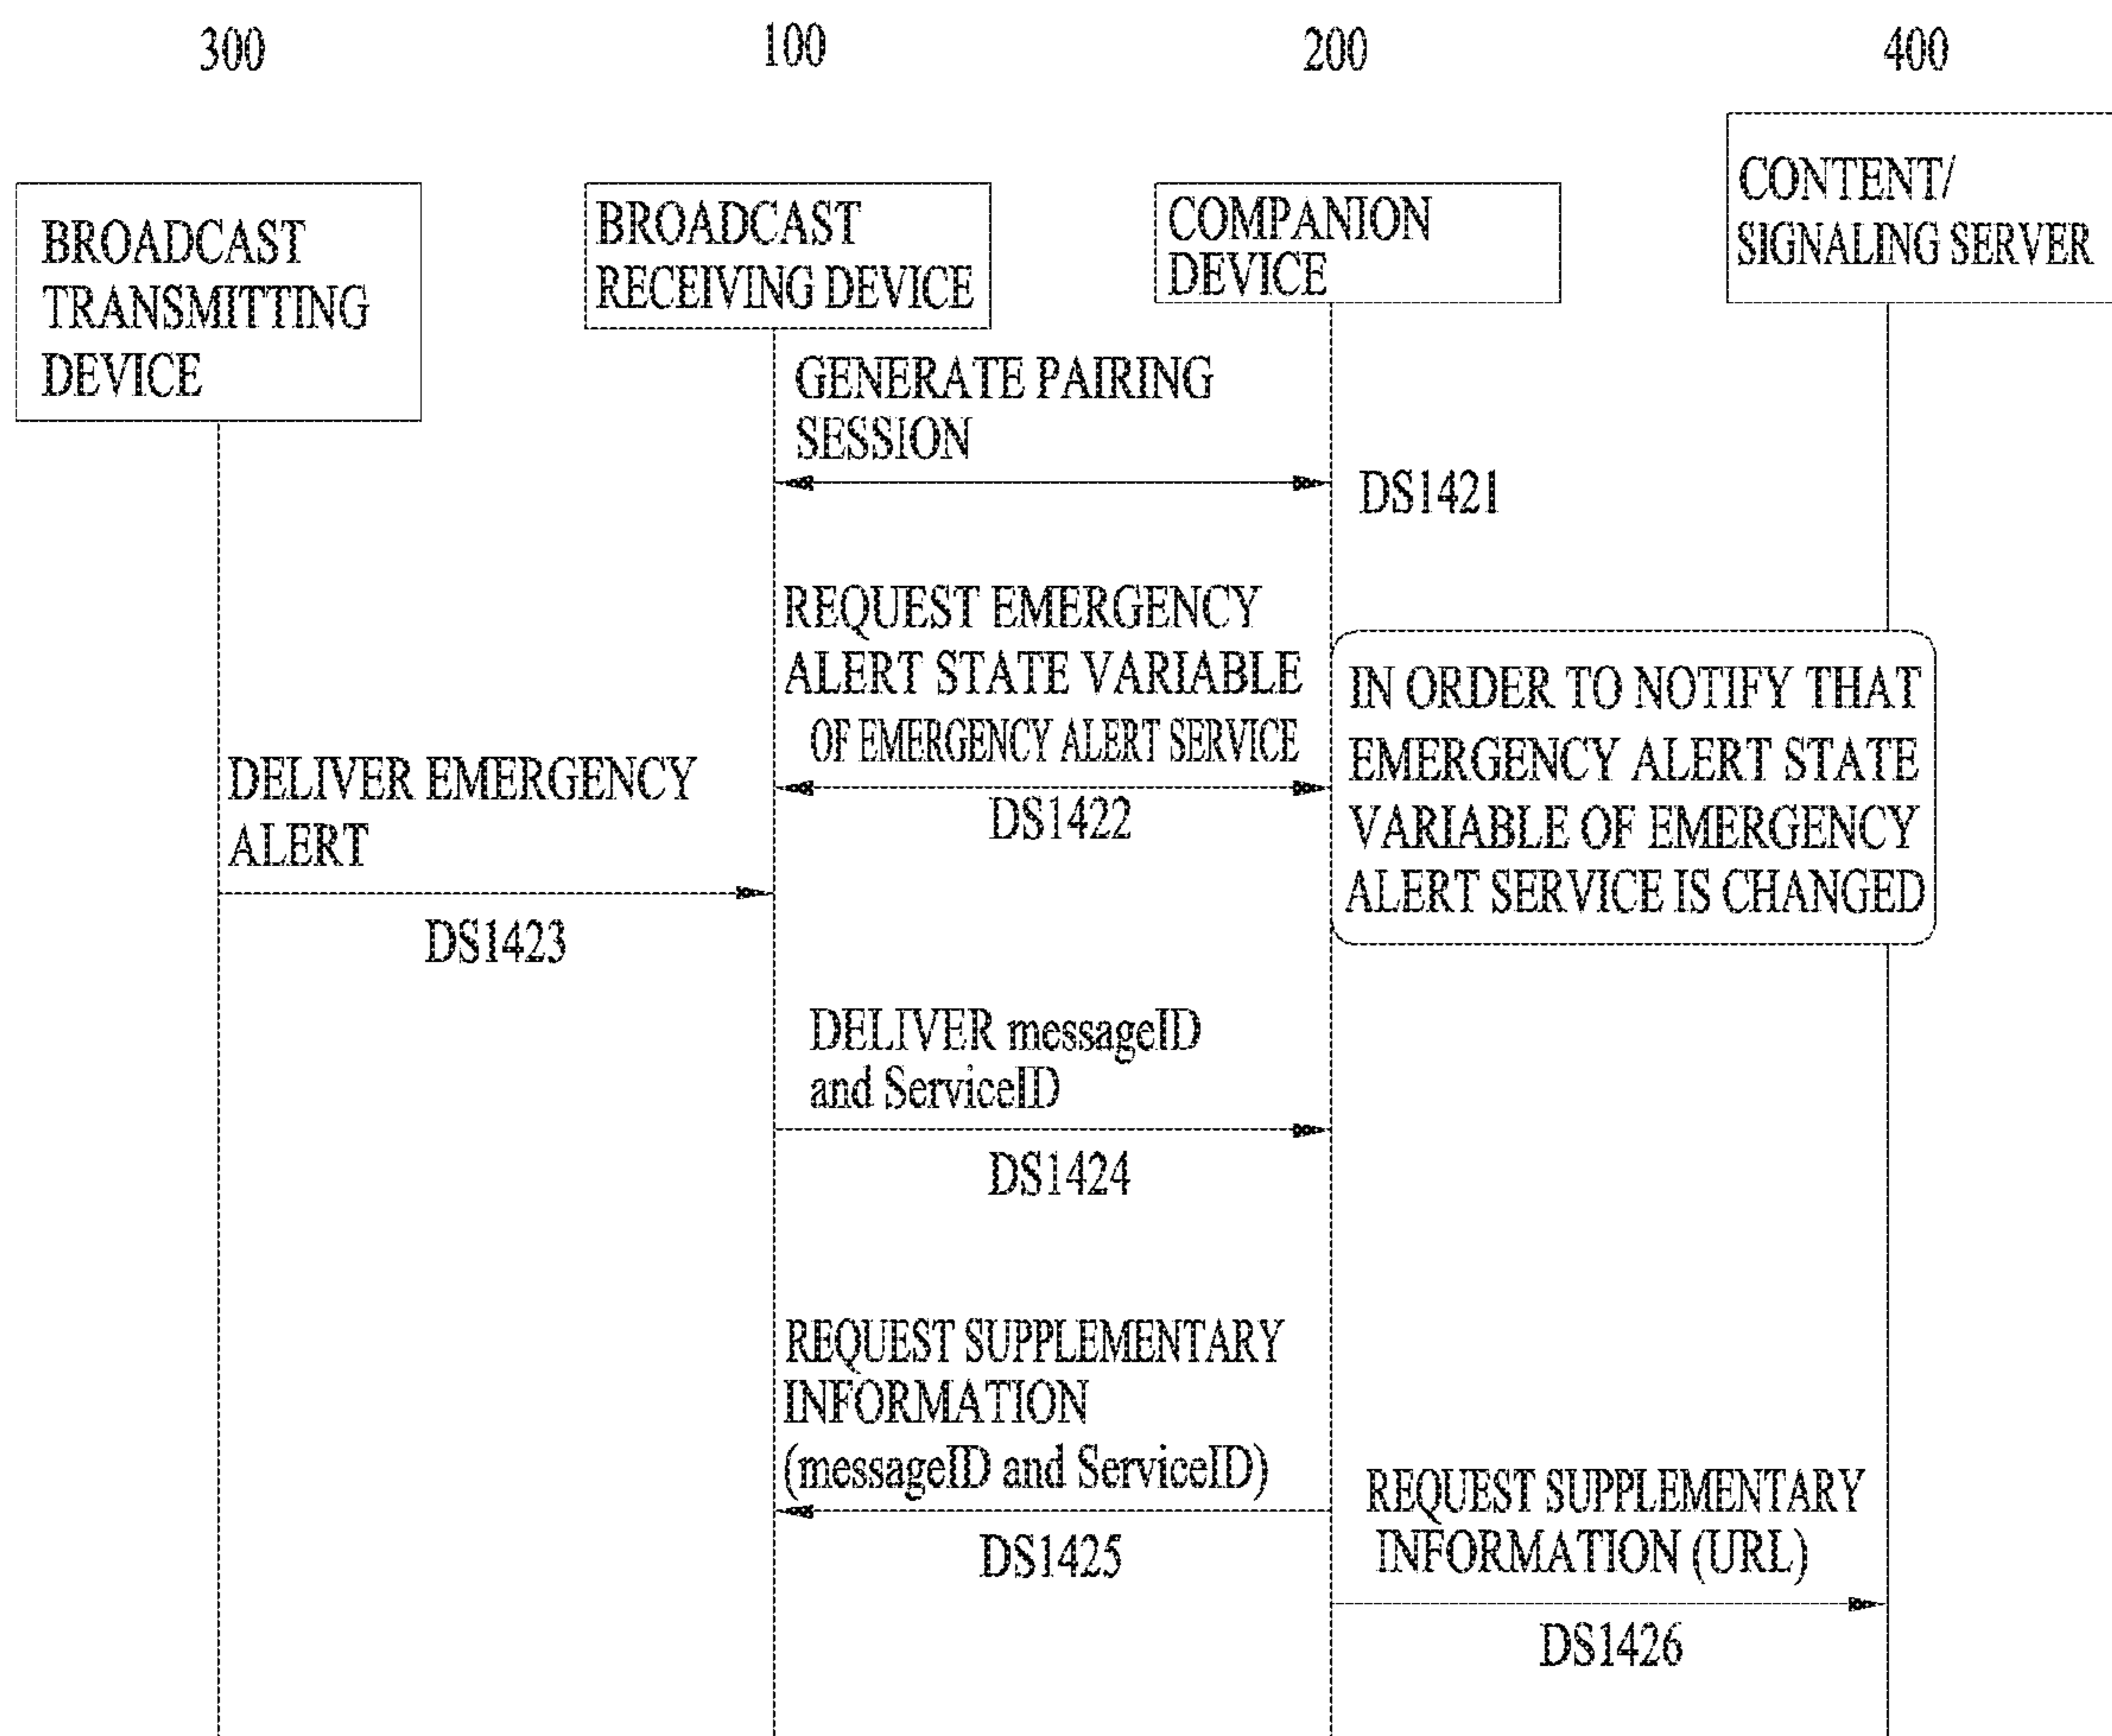 300
100
200
400
BROADCAST
TRANSMITTING
DEVICE
BROADCAST
RECEIVING DEVICE
COMPANION
DEVICE
CONTENT/
SIGNALING SERVER
GENERATE PAIRING
SESSION
DS1421
REQUEST EMERGENCY
ALERT STATE VARIABLE
OF EMERGENCY ALERT SERVICE
DS1422
IN ORDER TO NOTIFY THAT
EMERGENCY ALERT STATE
VARIABLE OF EMERGENCY
ALERT SERVICE IS CHANGED
DELIVER EMERGENCY
ALERT
DS1423
DELIVER messageID
and ServiceID
DS1424
REQUEST SUPPLEMENTARY
INFORMATION
(messageID and ServiceID)
DS1425
REQUEST SUPPLEMENTARY
INFORMATION (URL)
DS1426